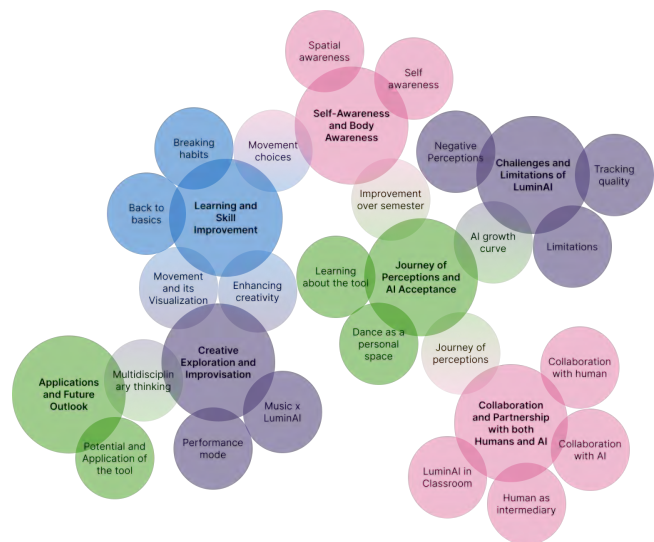 Spatial
awareness
Self
awareness
Self-Awareness
and Body
Awareness
Breaking
habits
Movement
choices
Negative
Perceptions
Challenges and
Limitations of
LuminAI
Tracking
quality
Back to
basics
Learning and
Skill
Improvement
Improvement
over semester
AI growth
curve
Limitations
Movement
and its
Visualization
Enhancing
creativity
Learning
about the tool
Journey of
Perceptions and
AI Acceptance
Dance as a
personal
space
Journey of
perceptions
Applications
and Future
Outlook
Multidisciplin
ary thinking
Creative
Exploration and
Improvisation
Music x
LuminAI
Performance
mode
Potential and
Application of
the tool
Collaboration
with human
Collaboration
and Partnership
with both
Humans and AI
Collaboration
with AI
LuminAI in
Classroom
Human as
intermediary